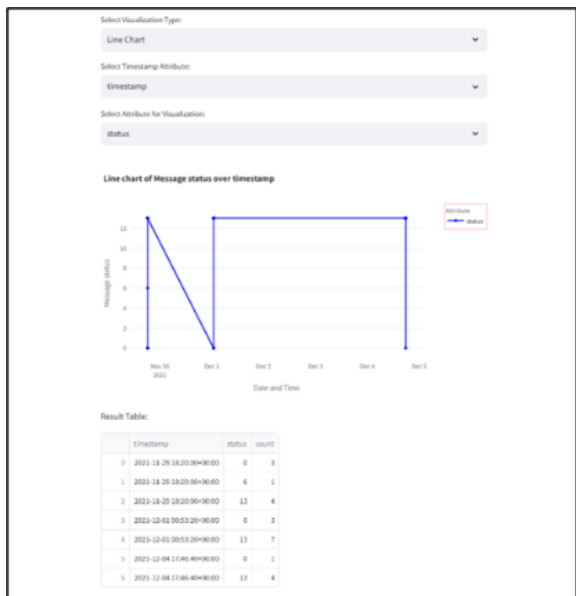 Select Visualization Type:
Line Chart
Select Timestamp Attribute:
timestamp
Select Attribute for Visualization:
status
Line chart of Message status over timestamp
Attribute
status
Message status
12
10
8
6
4
2
0
Nov 30
2021
Dec 1
Dec 2
Dec 3
Dec 4
Dec 5
Date and Time
Result Table:
timestamp status count
0 2021-11-29 18:20:00+00:00 0 3
1 2021-11-29 18:20:00+00:00 6 1
2 2021-11-29 18:20:00+00:00 13 4
3 2021-12-01 00:53:20+00:00 0 3
4 2021-12-01 00:53:20+00:00 13 7
5 2021-12-04 17:46:40+00:00 0 1
6 2021-12-04 17:46:40+00:00 13 4